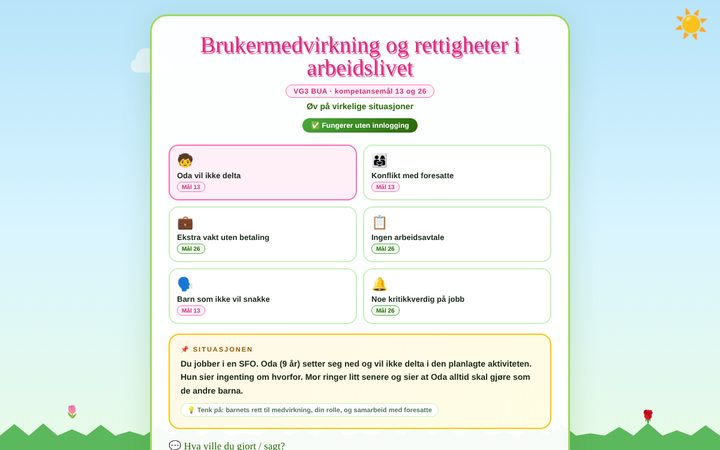 Brukermedvirkning og rettigheter i
arbeidslivet
VG3 BUA · kompetansemål 13 og 26
Øv på virkelige situasjoner
✅ Fungerer uten innlogging
Oda vil ikke delta
Mål 13
Konflikt med foresatte
Mål 13
Ekstra vakt uten betaling
Mål 26
Ingen arbeidsavtale
Mål 26
Barn som ikke vil snakke
Mål 13
Noe kritikkverdig på jobb
Mål 26
📌 SITUASJONEN
Du jobber i en SFO. Oda (9 år) setter seg ned og vil ikke delta i den planlagte aktiviteten.
Hun sier ingenting om hvorfor. Mor ringer litt senere og sier at Oda alltid skal gjøre som
de andre barna.
💡 Tenk på: barnets rett til medvirkning, din rolle, og samarbeid med foresatte
💬 Hva ville du gjort / sagt?